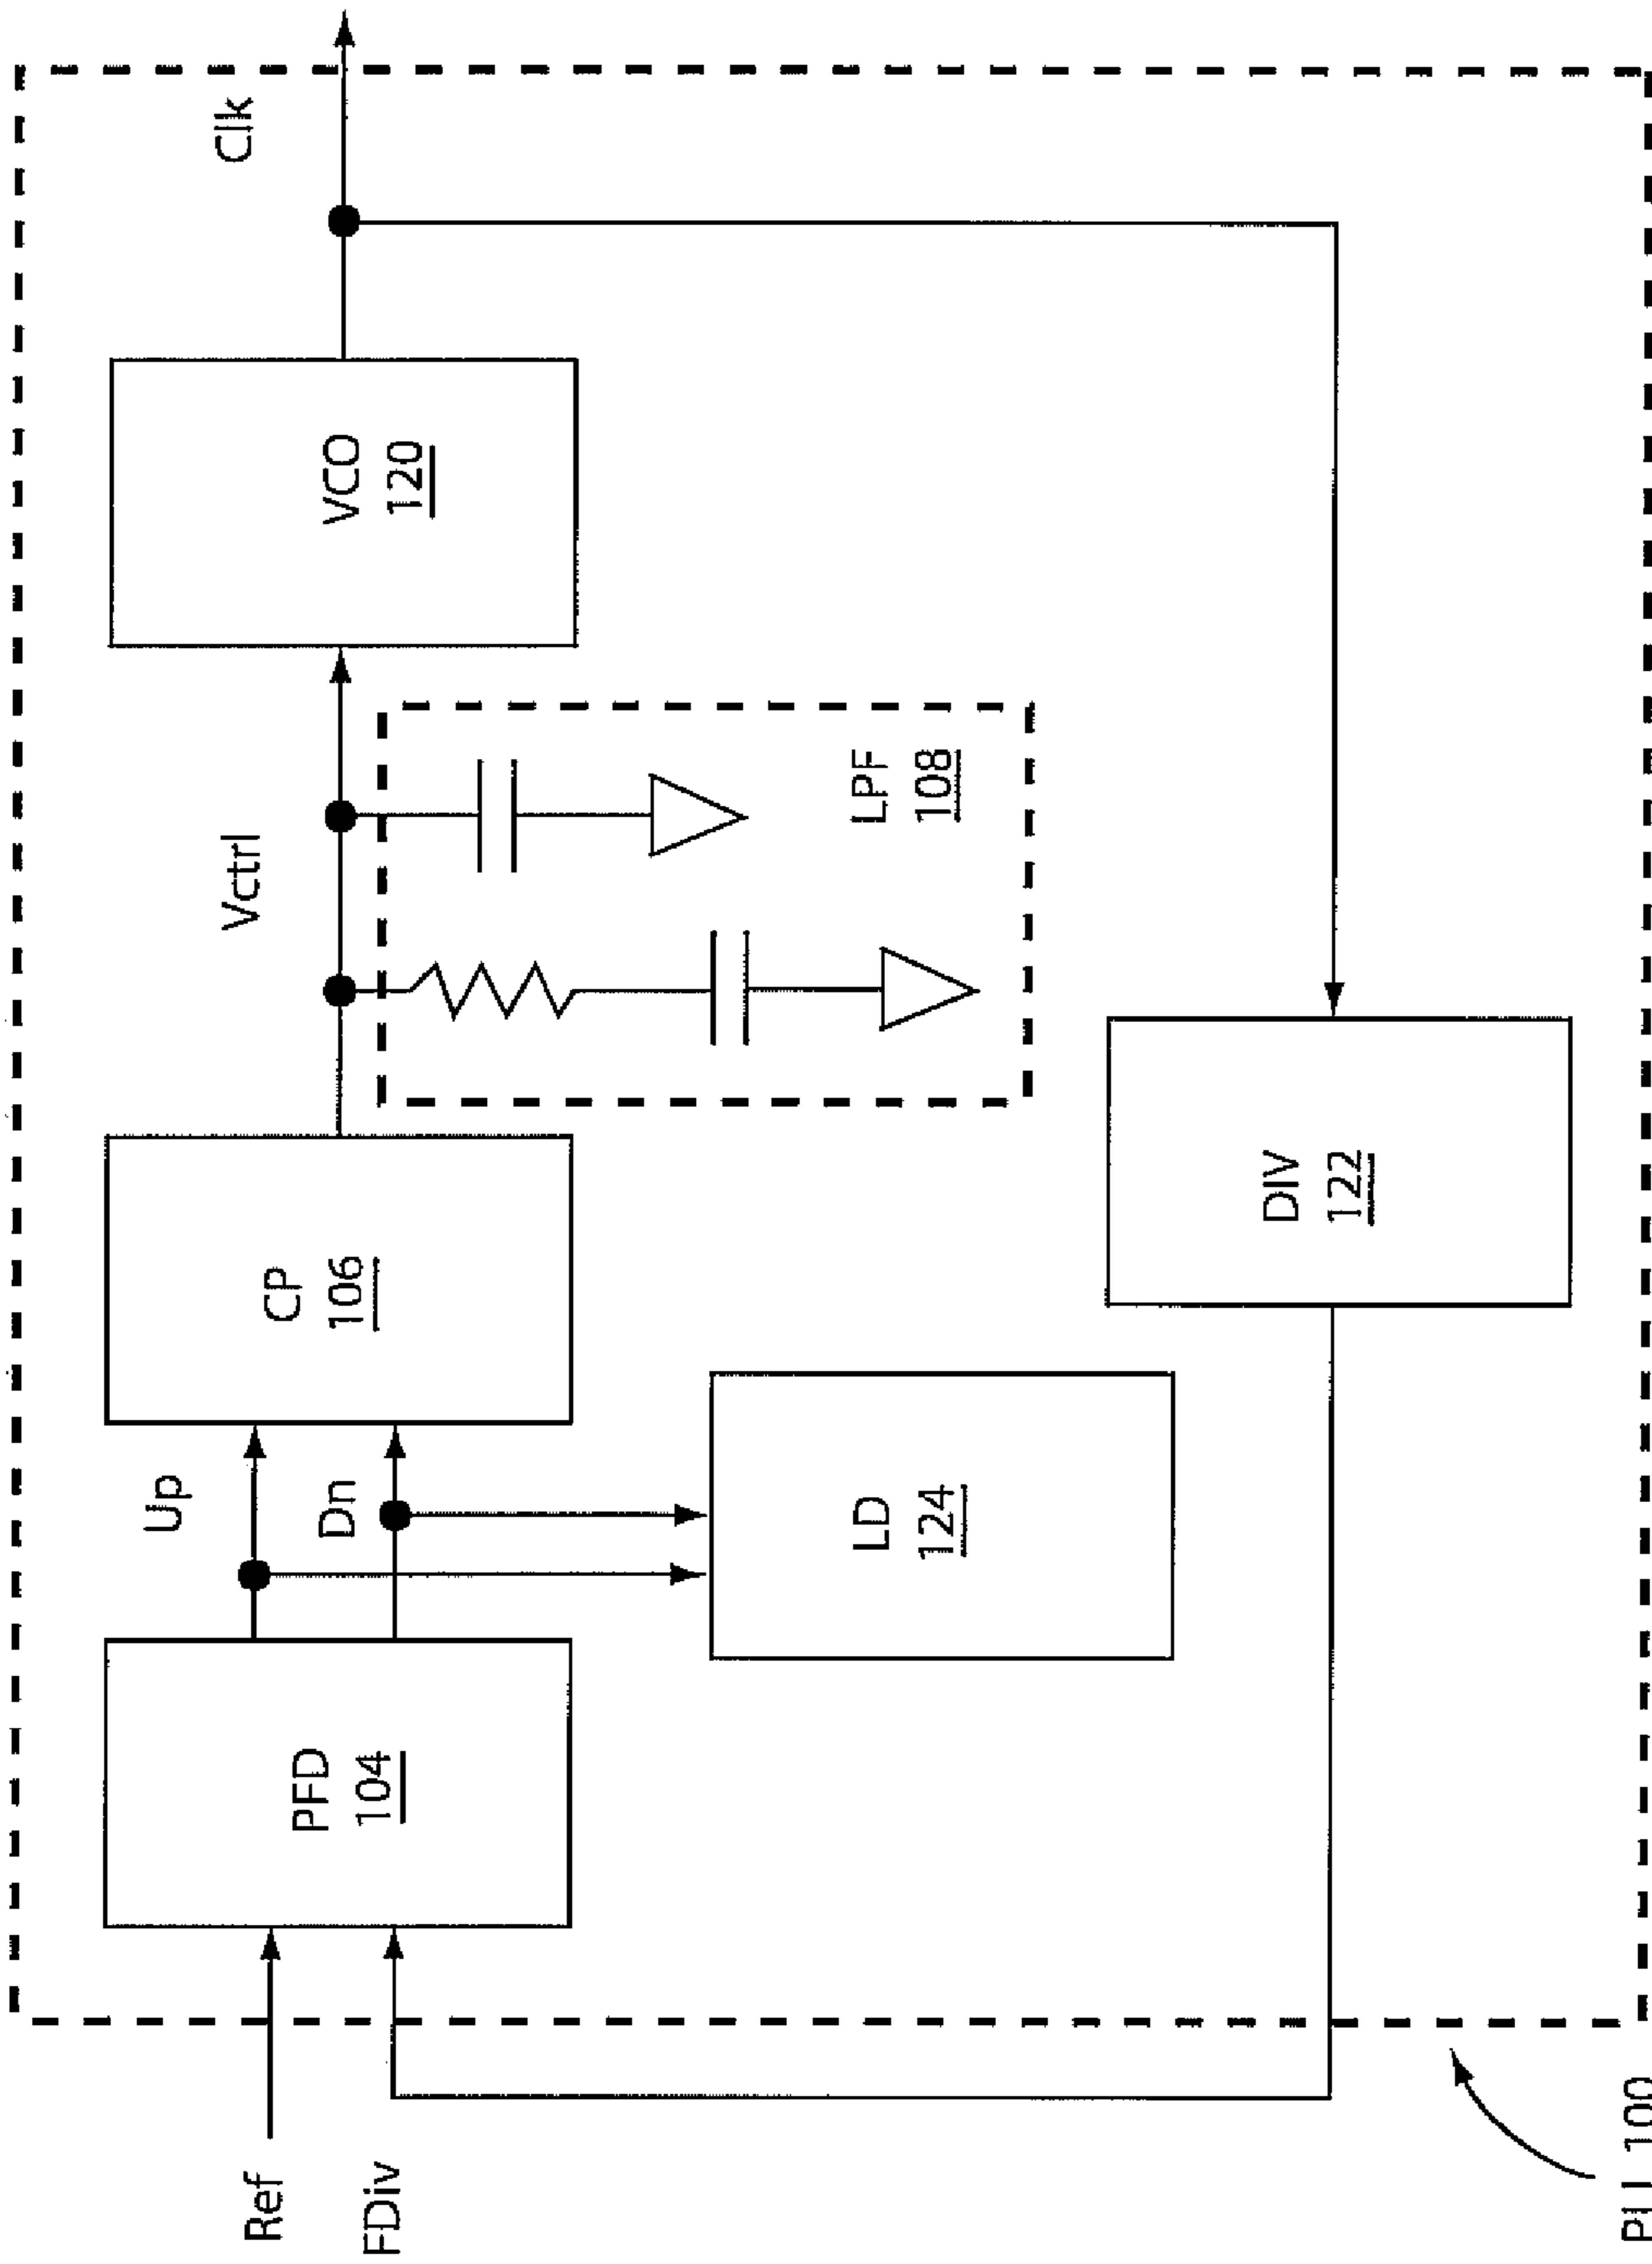 Ref
FDiv
PFD
104
Up
Dn
CP
106
LD
124
Vctrl
LPF
108
VCO
120
Clk
DIV
122
PLL 100